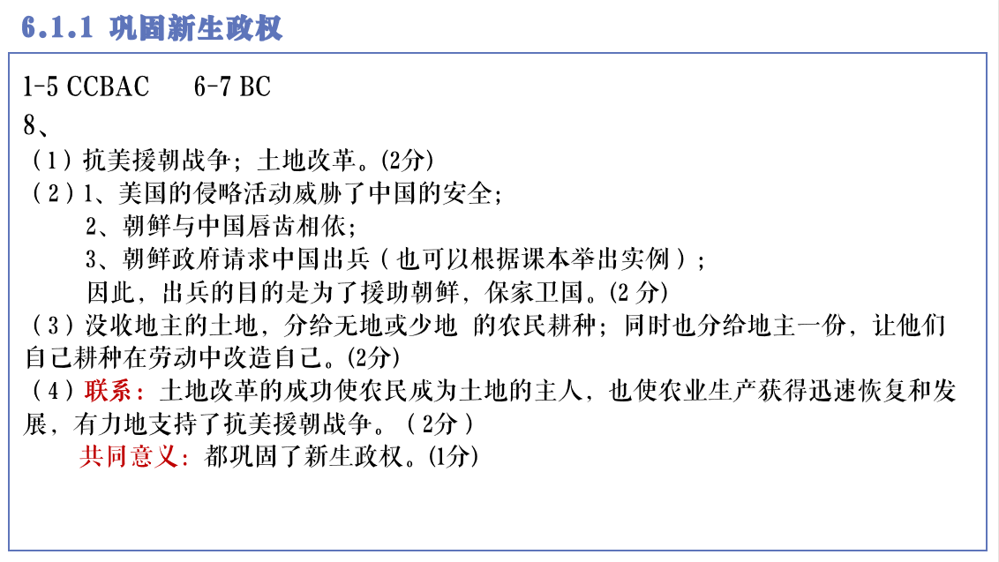 6.1.1 巩固新生政权
1-5 CCBAC 6-7 BC
8、
（1）抗美援朝战争；土地改革。(2分)
（2）1、美国的侵略活动威胁了中国的安全；
2、朝鲜与中国唇齿相依；
3、朝鲜政府请求中国出兵（也可以根据课本举出实例）；
因此，出兵的目的是为了援助朝鲜，保家卫国。(2 分)
（3）没收地主的土地，分给无地或少地 的农民耕种；同时也分给地主一份，让他们
自己耕种在劳动中改造自己。(2分)
（4）联系：土地改革的成功使农民成为土地的主人，也使农业生产获得迅速恢复和发
展，有力地支持了抗美援朝战争。（2分）
共同意义：都巩固了新生政权。(1分)